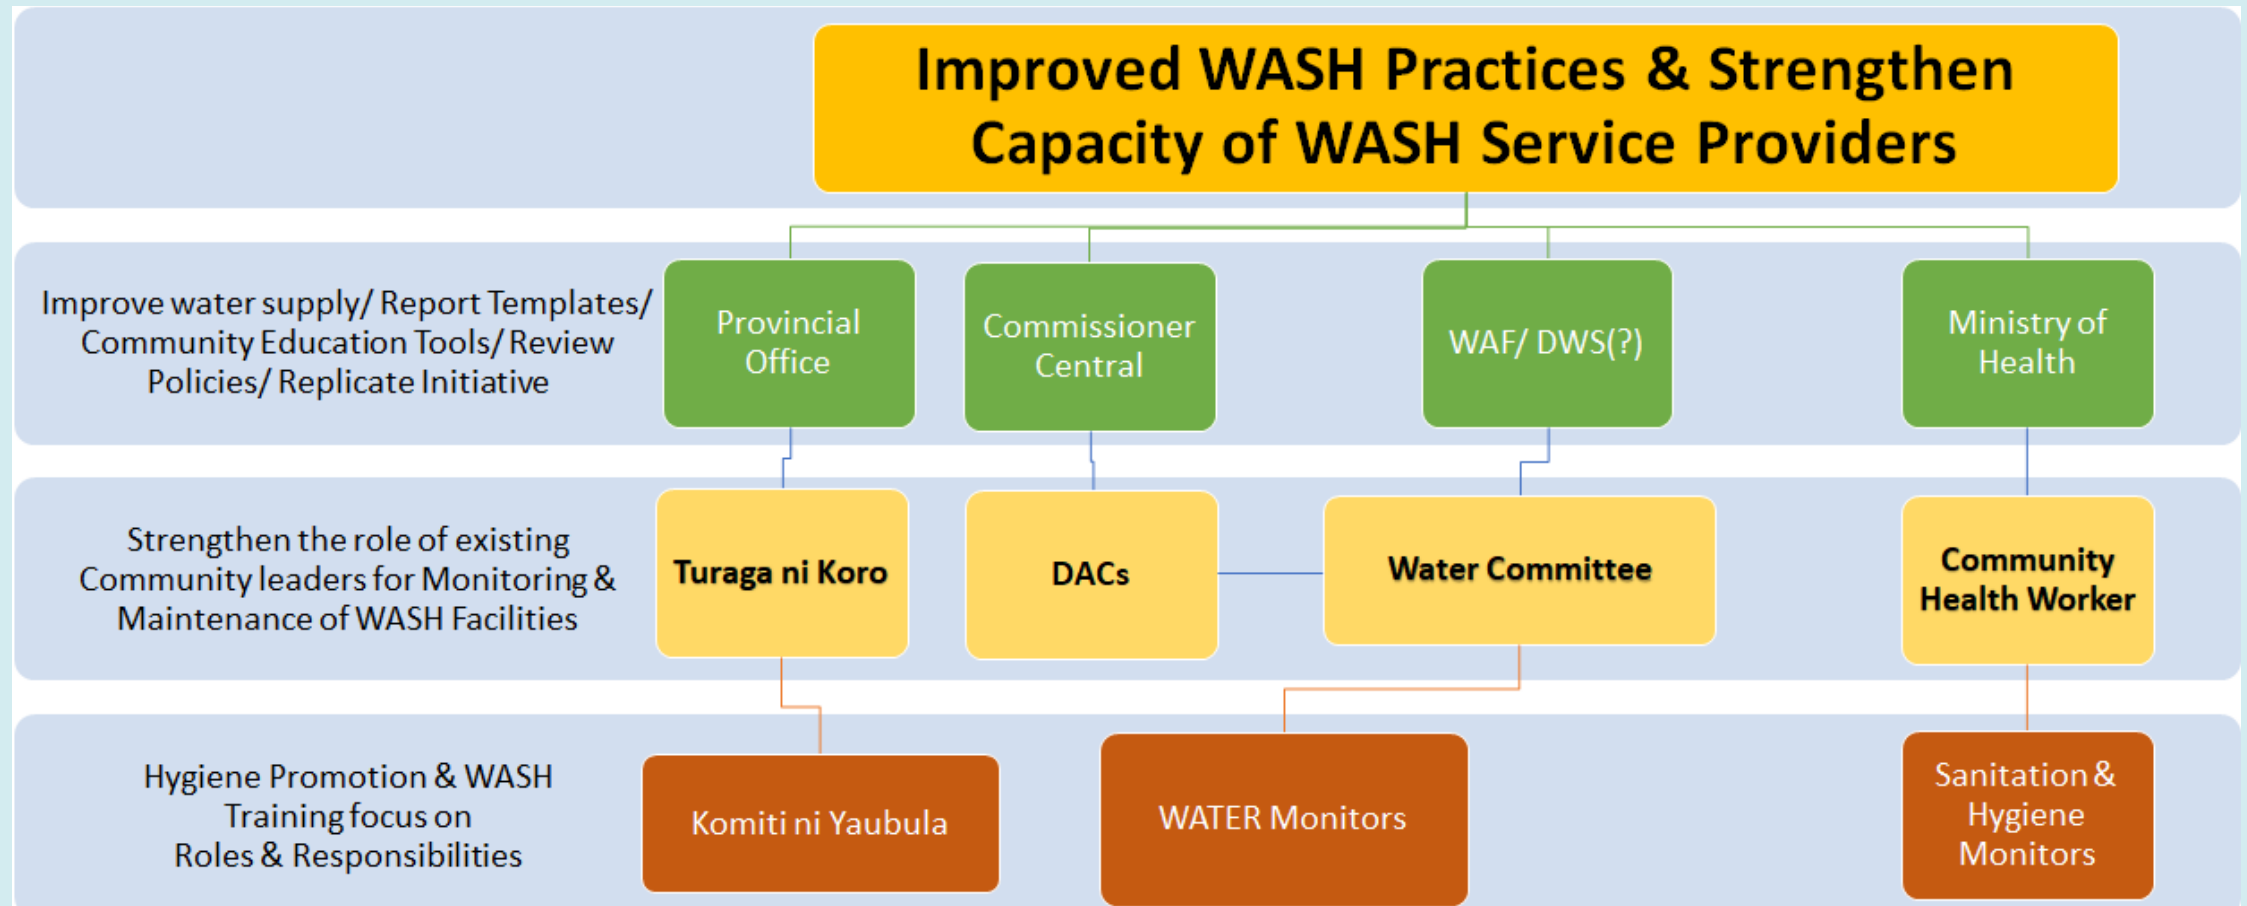 Improved WASH Practices & Strengthen
Capacity of WASH Service Providers
Improve water supply/ Report Templates/
Community Education Tools/ Review
Policies/ Replicate Initiative
Provincial
Office
Commissioner
Central
WAF/ DWS(?)
Ministry of
Health
Strengthen the role of existing
Community leaders for Monitoring &
Maintenance of WASH Facilities
Turaga ni Koro
DACs
Water Committee
Community
Health Worker
Hygiene Promotion & WASH
Training focus on
Roles & Responsibilities
Komiti ni Yaubula
WATER Monitors
Sanitation &
Hygiene
Monitors